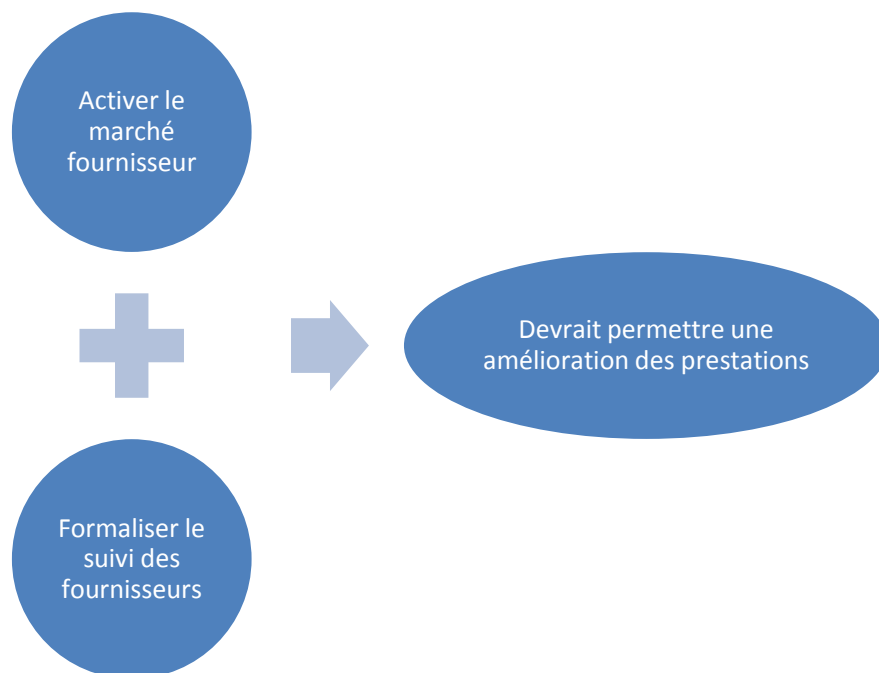 Activer le
marché
fournisseur
Devrait permettre une
amélioration des prestations
Formaliser le
suivi des
fournisseurs